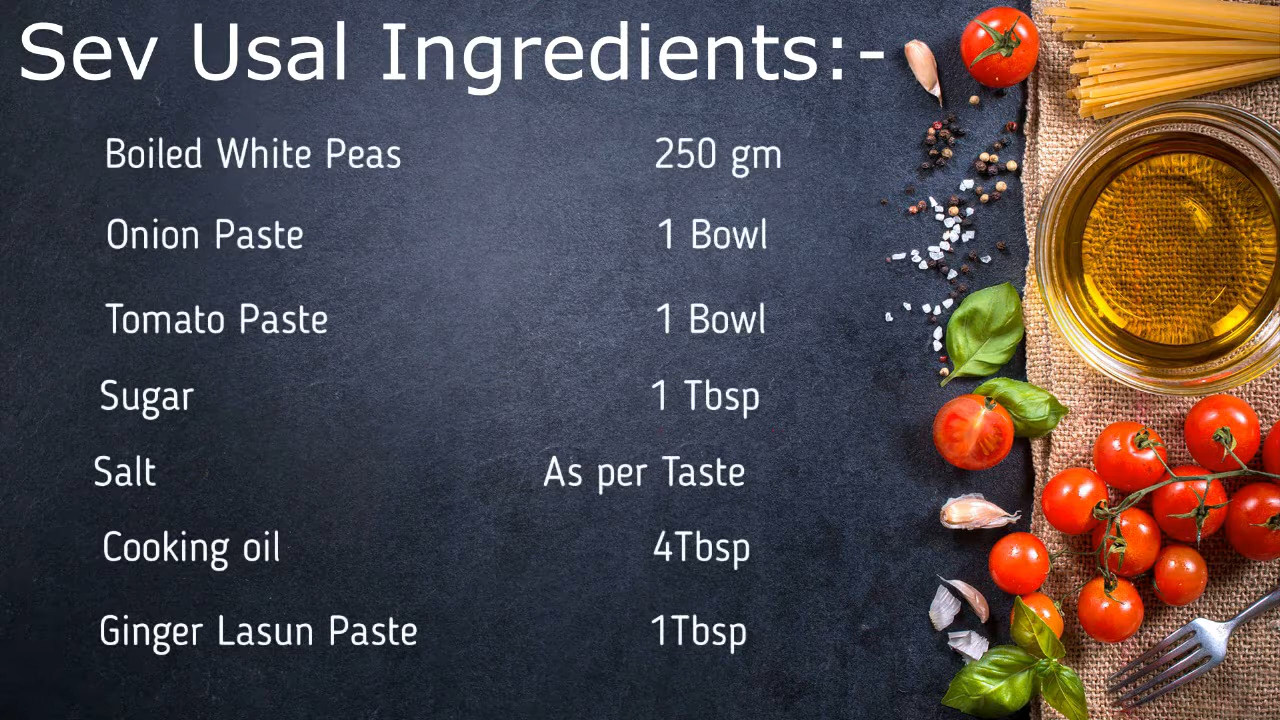 Sev Usal Ingredients:-
Boiled White Peas 250 gm
Onion Paste 1 Bowl
Tomato Paste 1 Bowl
Sugar 1 Tbsp
Salt As per Taste
Cooking oil 4Tbsp
Ginger Lasun Paste 1Tbsp